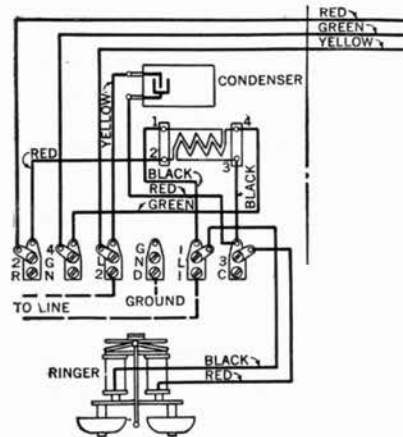 RED
GREEN
YELLOW
CONDENSER
YELLOW
1 4
RED
2 3
BLACK
RED
BLACK
GREEN
2 4 L G 1 3
G N L
R N 2 D 1 C
TO LINE
GROUND
BLACK
RINGER
RED